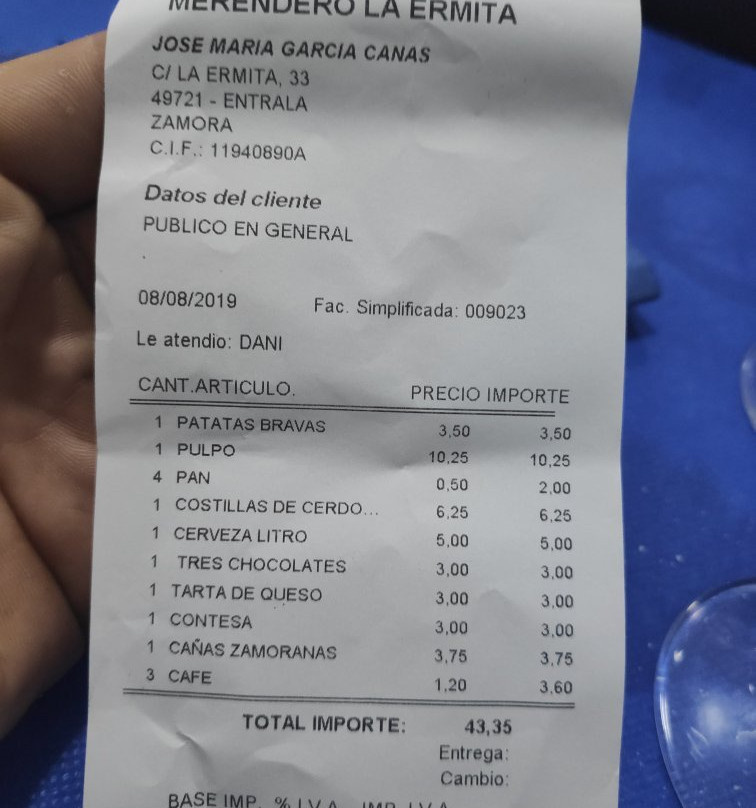 MERENDERO LA ERMITA
JOSE MARIA GARCIA CANAS
C/ LA ERMITA, 33
49721 - ENTRALA
ZAMORA
C.I.F.: 11940890A
Datos del cliente
PUBLICO EN GENERAL
.
08/08/2019 Fac. Simplificada: 009023
Le atendio: DANI
CANT.ARTICULO. PRECIO IMPORTE
1 PATATAS BRAVAS 3,50 3,50
1 PULPO 10,25 10,25
4 PAN 0,50 2,00
1 COSTILLAS DE CERDO... 6,25 6,25
1 CERVEZA LITRO 5,00 5,00
1 TRES CHOCOLATES 3,00 3,00
1 TARTA DE QUESO 3,00 3,00
1 CONTESA 3,00 3,00
1 CAÑAS ZAMORANAS 3,75 3,75
3 CAFE 1,20 3,60
TOTAL IMPORTE: 43,35
Entrega:
Cambio:
BASE IMP. % I.V.A. IMP. I.V.A.